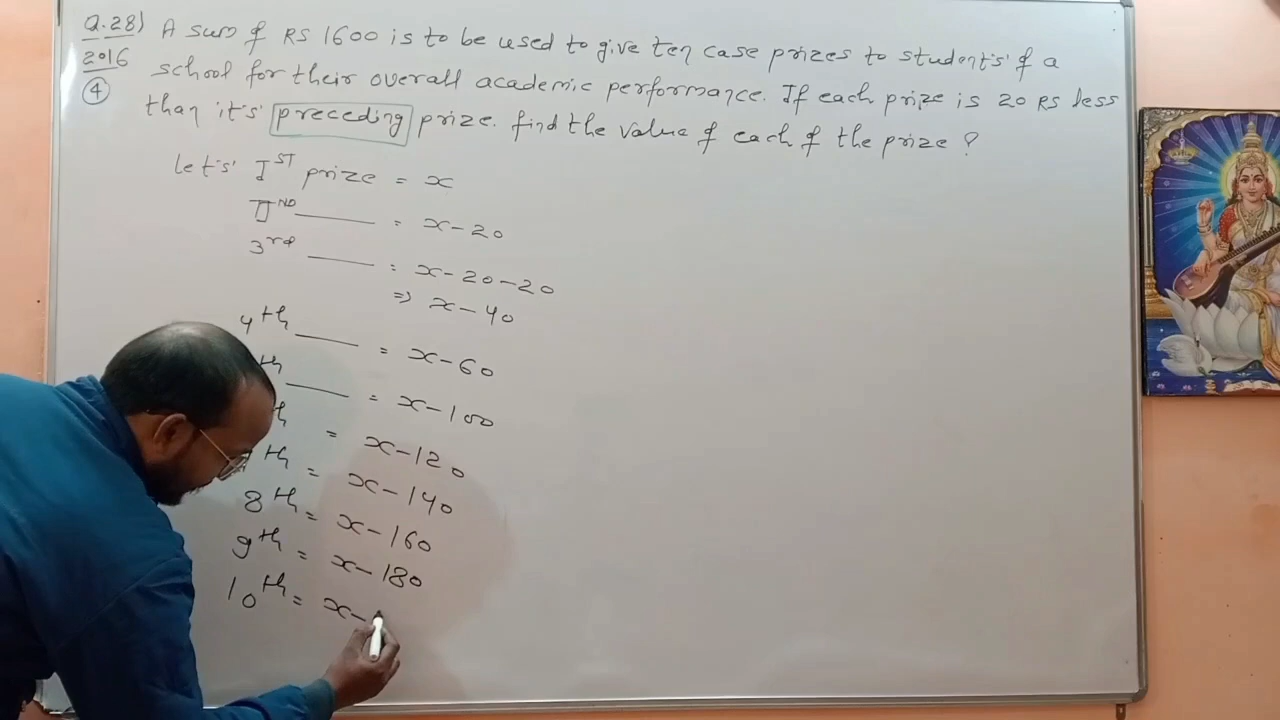 Q.28) A sum of RS 1600 is to be used to give ten case prizes to students' of a
2016 school for their overall academic performance. If each prize is 20 RS less
4 than it's preceding prize. find the value of each of the prize ?
Let's' IST prize = x
IIND = x-20
3rd = x-20-20
=> x-40
4th = x-60
th = x-100
th = x-120
th = x-140
8th = x-160
9th = x-180
10th = x-